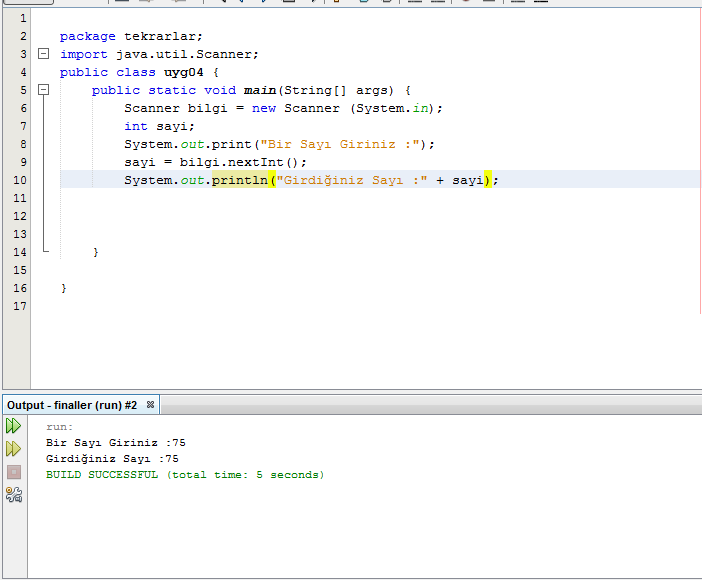 1
2 package tekrarlar;
3 import java.util.Scanner;
4 public class uyg04 {
5 public static void main(String[] args) {
6 Scanner bilgi = new Scanner (System.in);
7 int sayi;
8 System.out.print("Bir Sayı Giriniz :");
9 sayi = bilgi.nextInt();
10 System.out.println("Girdiğiniz Sayı :" + sayi);
11
12
13
14 }
15
16 }
17
Output - finaller (run) #2
run:
Bir Sayı Giriniz :75
Girdiğiniz Sayı :75
BUILD SUCCESSFUL (total time: 5 seconds)